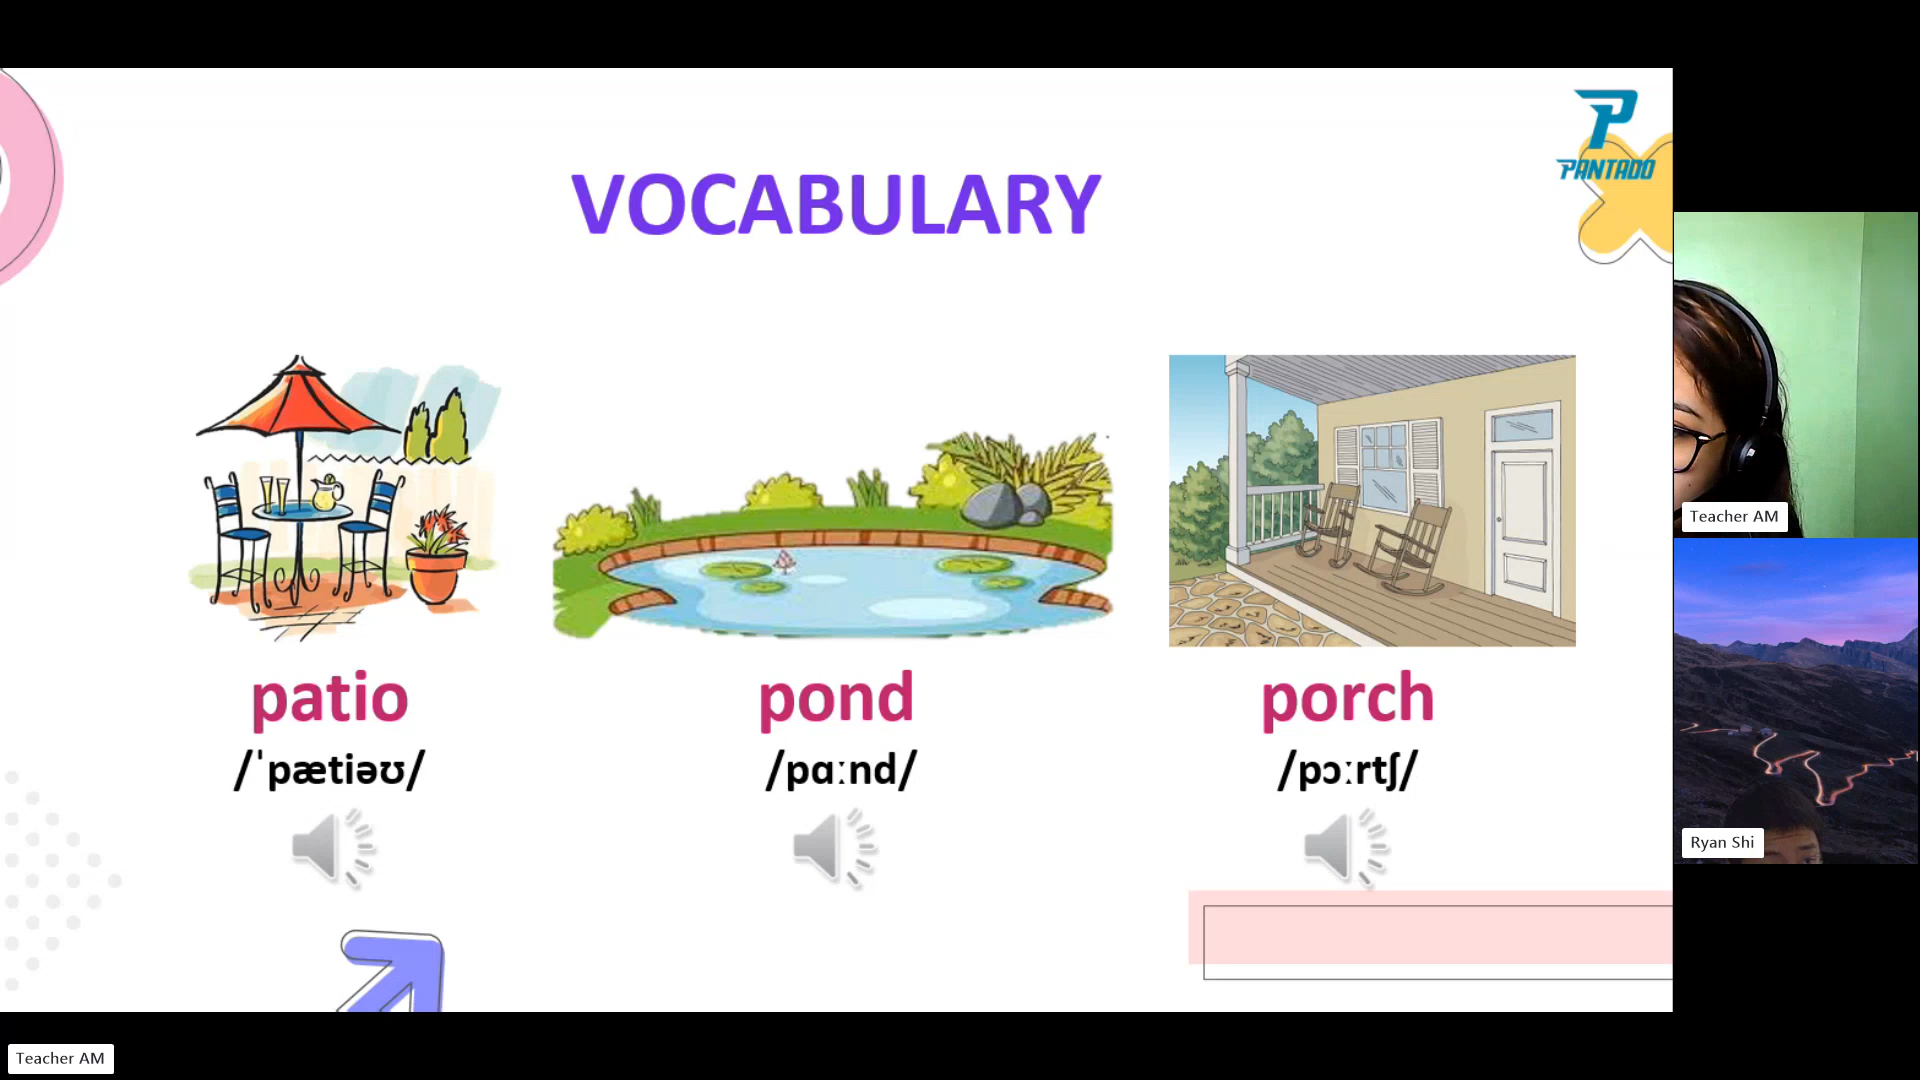 PANTADO
VOCABULARY
patio
pond
porch
/ˈpætiəʊ/
/pɑːnd/
/pɔːrtʃ/
Teacher AM
Ryan Shi
Teacher AM